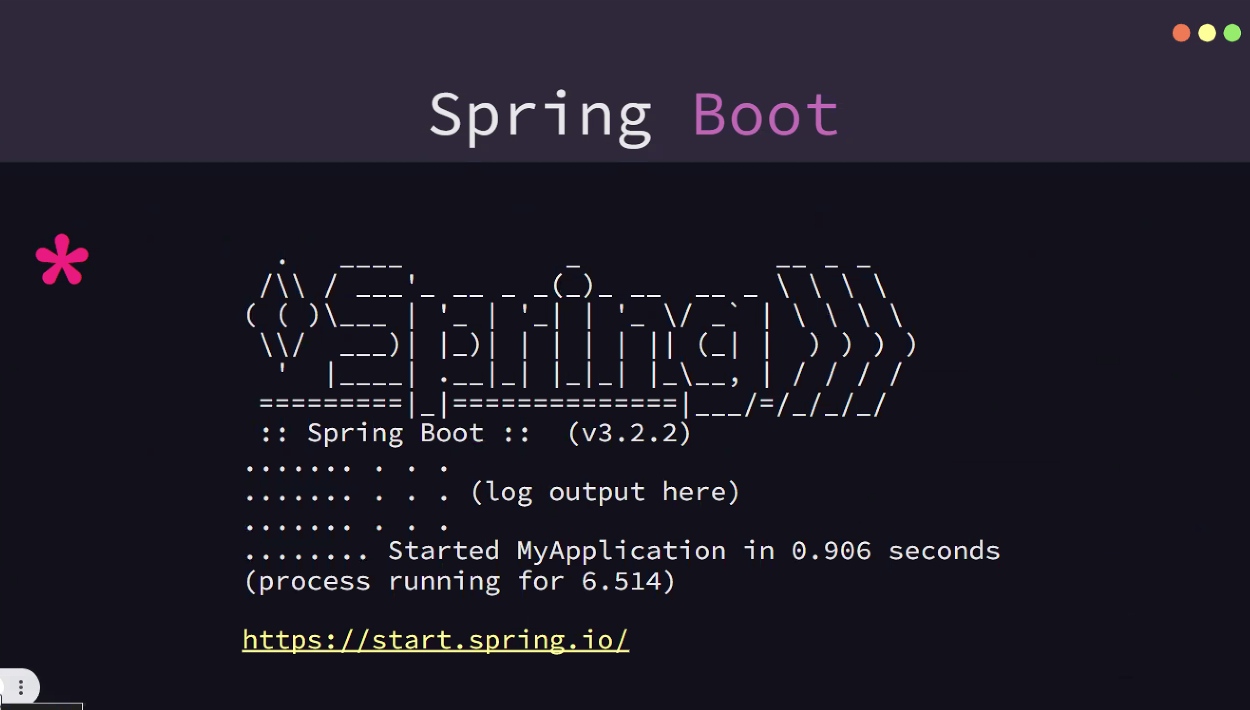 Spring Boot
*
  .   ____          _            __ _ _
 /\\ / ___'_ __ _ _(_)_ __  __ _ \ \ \ \
( ( )\___ | '_ | '_| | '_ \/ _` | \ \ \ \
 \\/  ___)| |_)| | | | | || (_| |  ) ) ) )
  '  |____| .__|_| |_|_| |_\__, | / / / /
 =========|_|==============|___/=/_/_/_/
 :: Spring Boot ::  (v3.2.2)
....... . . .
....... . . . (log output here)
....... . . .
........ Started MyApplication in 0.906 seconds
(process running for 6.514)
https://start.spring.io/